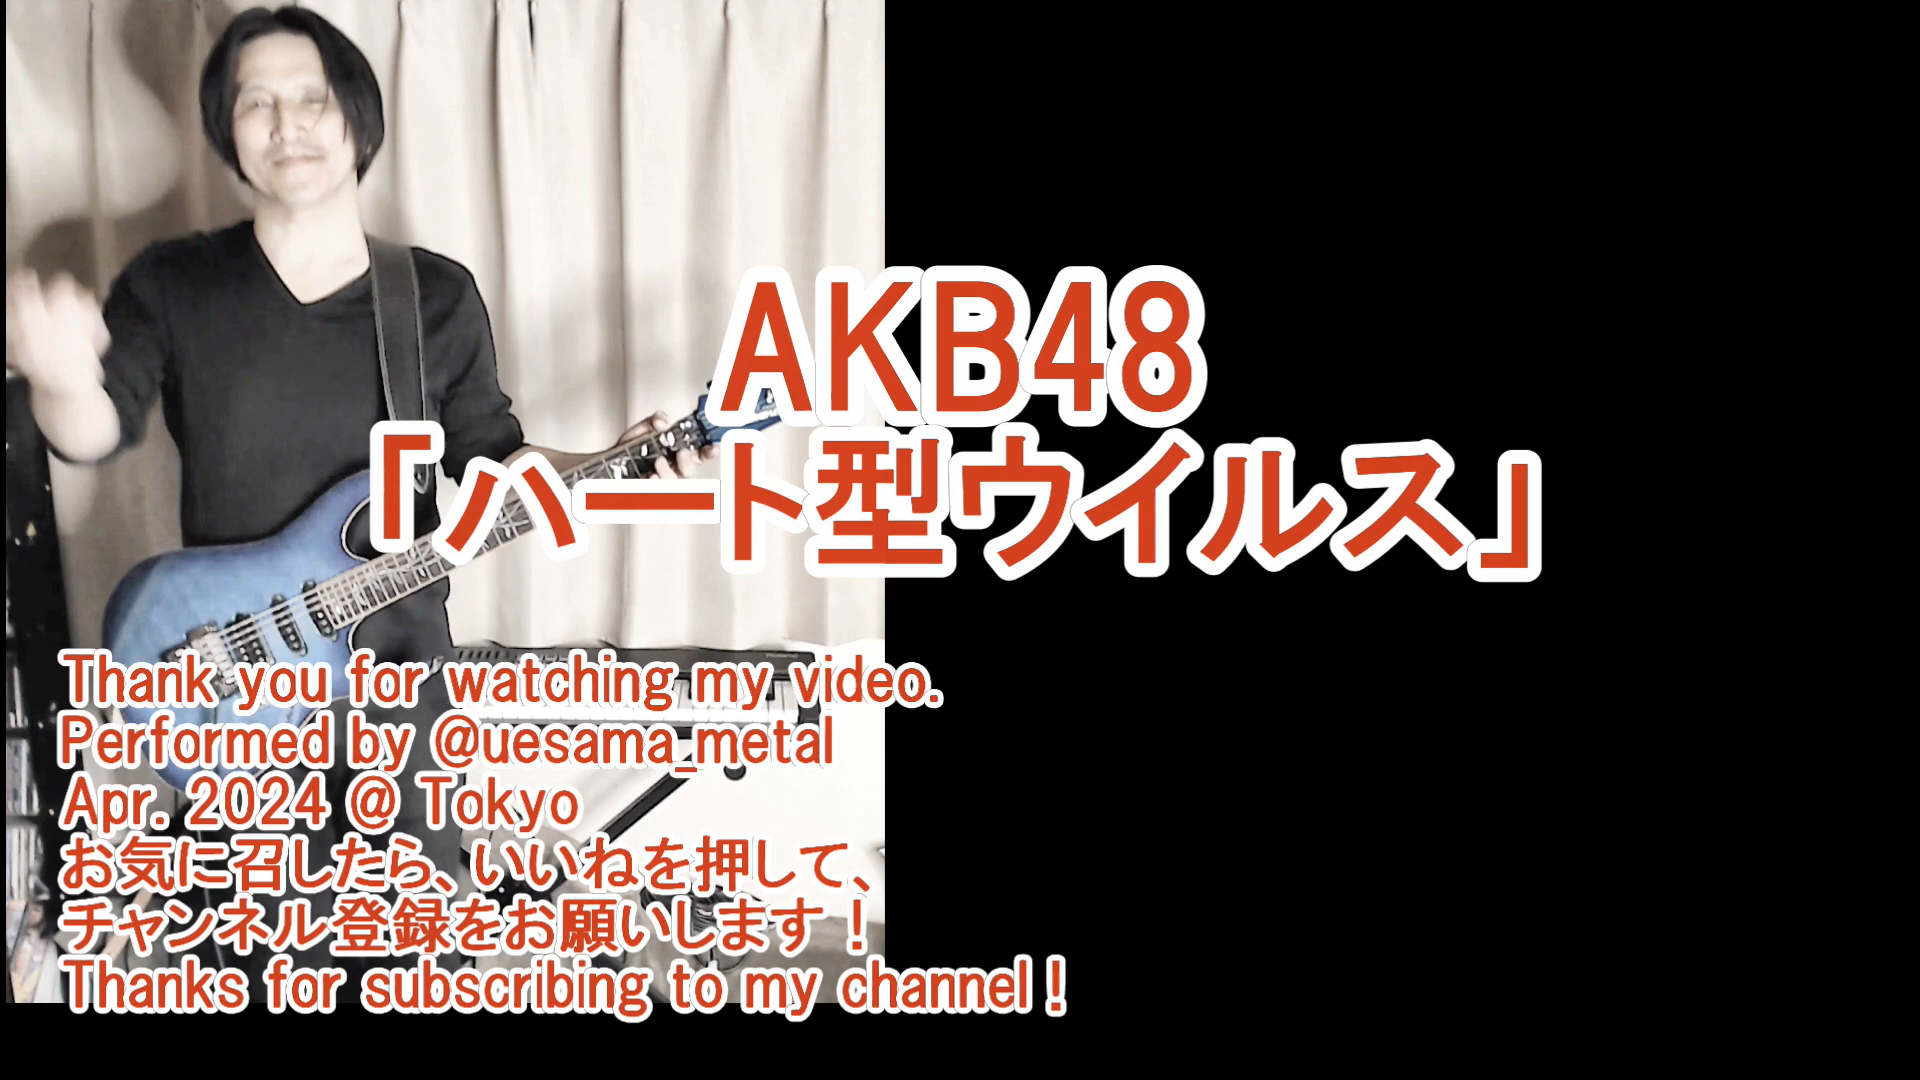 AKB48
「ハート型ウイルス」
Thank you for watching my video.
Performed by @uesama_metal
Apr. 2024 @ Tokyo
お気に召したら、いいねを押して、
チャンネル登録をお願いします！
Thanks for subscribing to my channel！